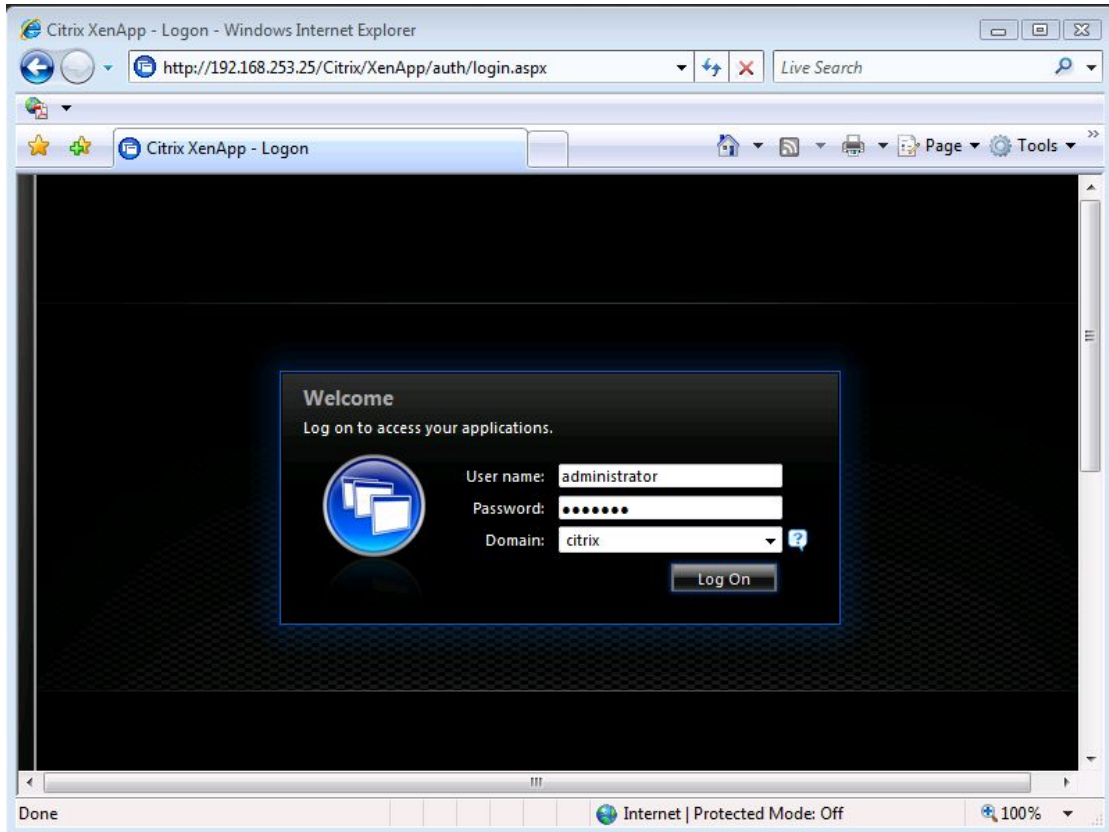 Citrix XenApp - Logon - Windows Internet Explorer
http://192.168.253.25/Citrix/XenApp/auth/login.aspx
Live Search
Citrix XenApp - Logon
Page
Tools
Welcome
Log on to access your applications.
User name: administrator
Password: •••••••
Domain: citrix
Log On
Done
Internet | Protected Mode: Off
100%